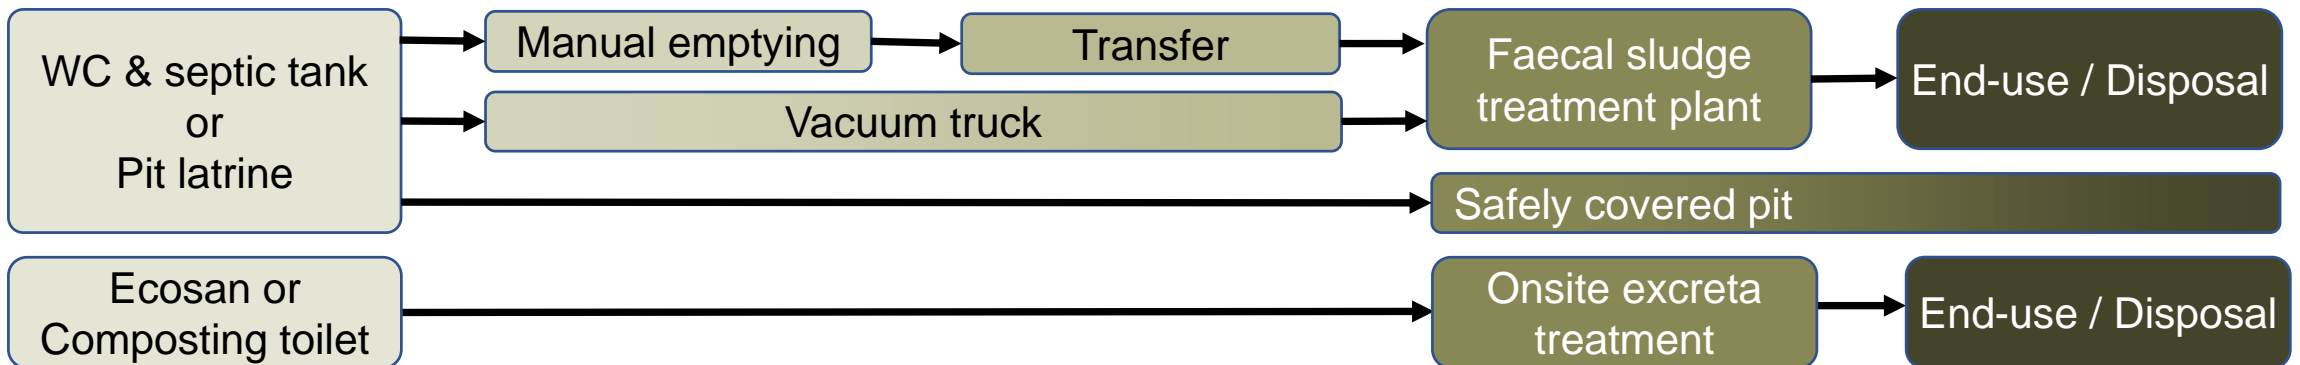 WC & septic tank
or
Pit latrine
Manual emptying
Transfer
Vacuum truck
Faecal sludge
treatment plant
End-use / Disposal
Safely covered pit
Ecosan or
Composting toilet
Onsite excreta
treatment
End-use / Disposal